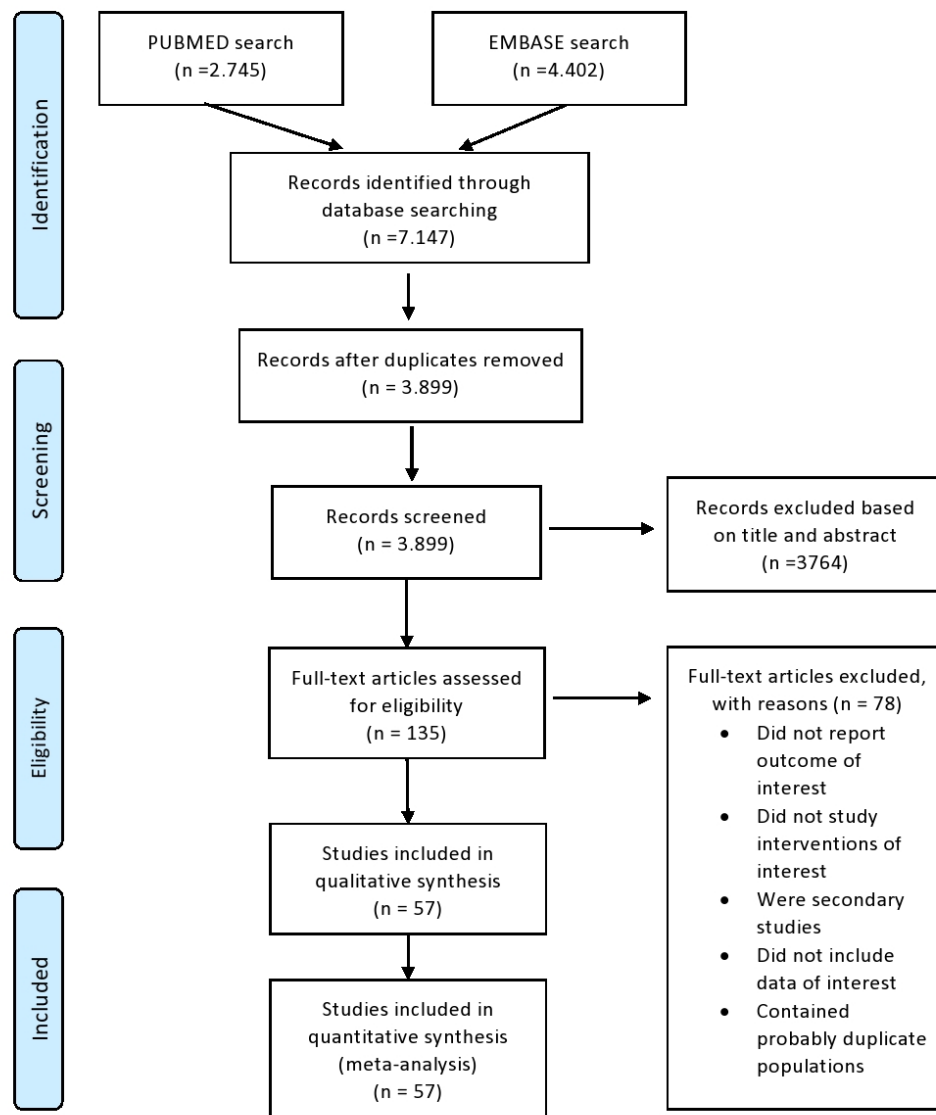 Identification
PUBMED search
(n =2.745)
EMBASE search
(n =4.402)
Records identified through
database searching
(n =7.147)
Screening
Records after duplicates removed
(n = 3.899)
Records screened
(n = 3.899)
Records excluded based
on title and abstract
(n =3764)
Eligibility
Full-text articles assessed
for eligibility
(n = 135)
Full-text articles excluded,
with reasons (n = 78)
• Did not report
outcome of
interest
• Did not study
interventions of
interest
• Were secondary
studies
• Did not include
data of interest
• Contained
probably duplicate
populations
Studies included in
qualitative synthesis
(n = 57)
Included
Studies included in
quantitative synthesis
(meta-analysis)
(n = 57)